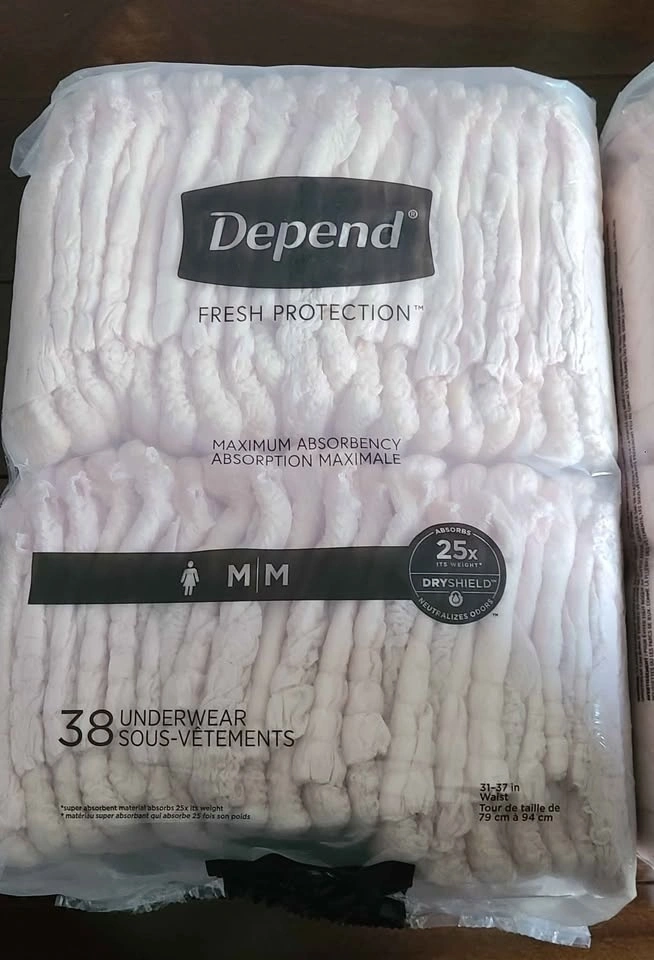 Depend®
FRESH PROTECTION™
MAXIMUM ABSORBENCY
ABSORPTION MAXIMALE
M|M
ABSORBS
25x
ITS WEIGHT*
DRYSHIELD™
NEUTRALIZES ODORS
™
38 UNDERWEAR
SOUS-VÊTEMENTS
*super absorbent material absorbs 25x its weight
* matériau super absorbant qui absorbe 25 fois son poids
31-37 in
Waist
Tour de taille de
79 cm à 94 cm